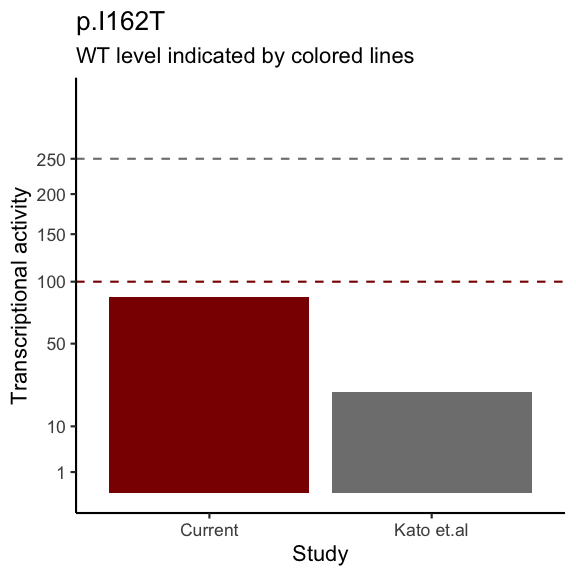 p.I162T
WT level indicated by colored lines
Transcriptional activity
250
200
150
100
50
10
1
Current
Kato et.al
Study